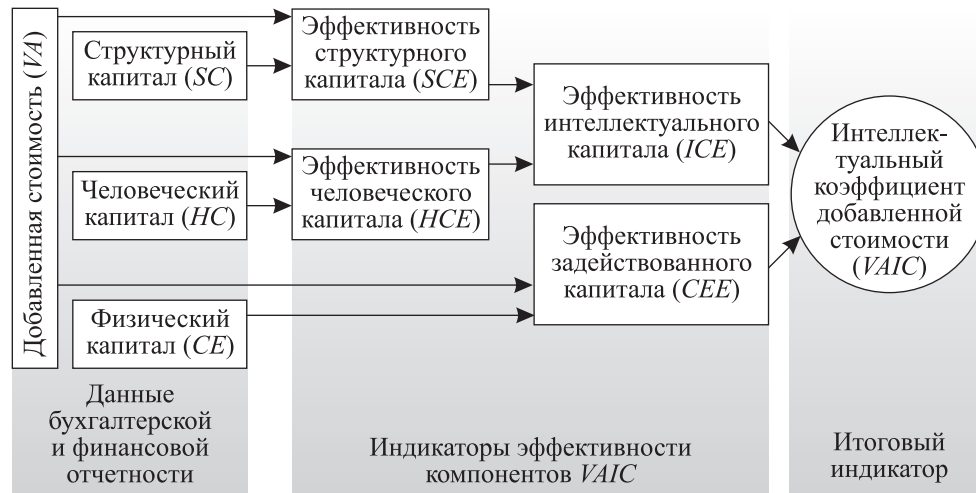 Добавленная стоимость (VA)
Структурный
капитал (SC)
Человеческий
капитал (HC)
Физический
капитал (CE)
Данные
бухгалтерской
и финансовой
отчетности
Эффективность
структурного
капитала (SCE)
Эффективность
человеческого
капитала (HCE)
Эффективность
интеллектуального
капитала (ICE)
Эффективность
задействованного
капитала (CEE)
Индикаторы эффективности
компонентов VAIC
Интеллек-
туальный
коэффициент
добавленной
стоимости
(VAIC)
Итоговый
индикатор